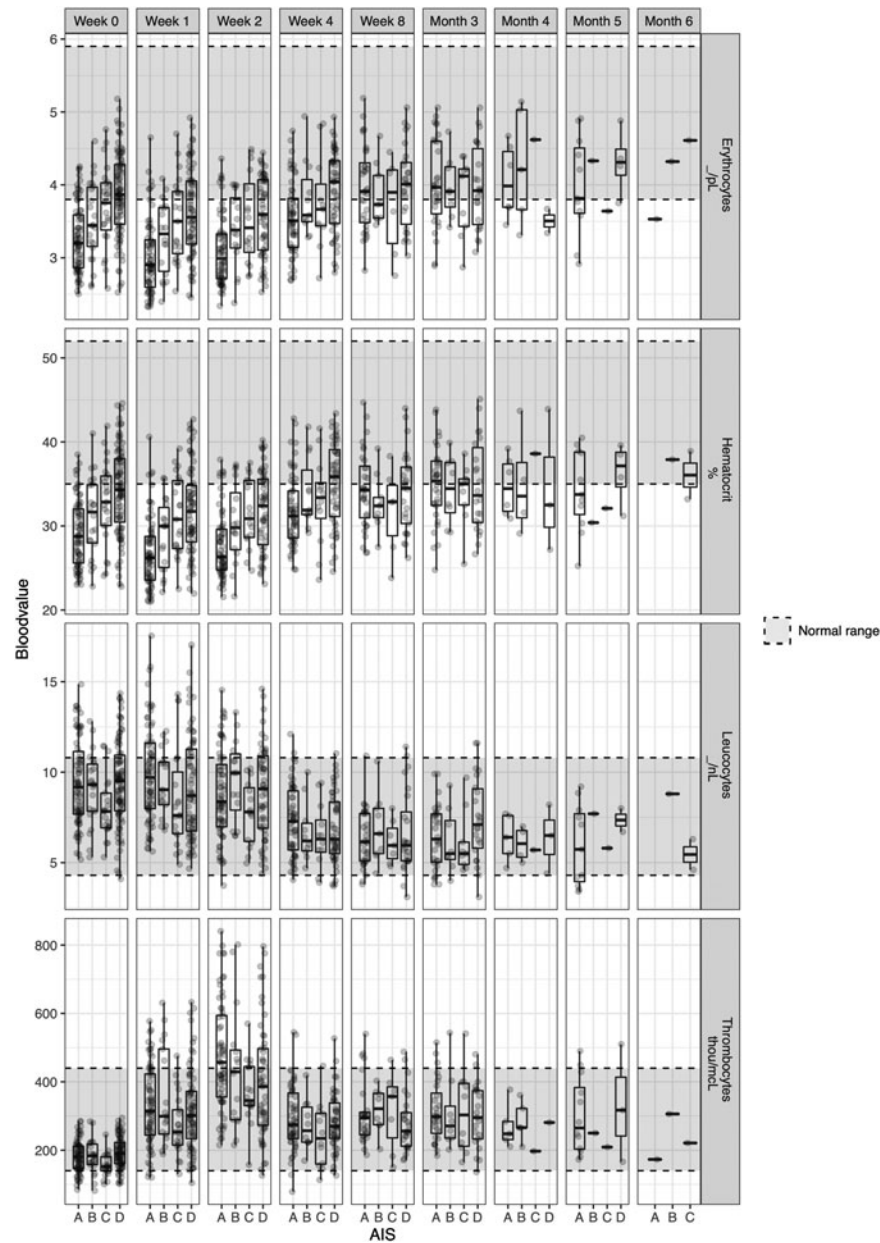 Week 0 Week 1 Week 2 Week 4 Week 8 Month 3 Month 4 Month 5 Month 6
6
5
4
3
Erythrocytes
_/pL
50
40
30
20
Hematocrit
%
Bloodvalue
Normal range
15
10
5
Leucocytes
_/nL
800
600
400
200
Thrombocytes
thou/mcL
A B C D A B C D A B C D A B C D A B C D A B C D A B C D A B C D A B C
AIS